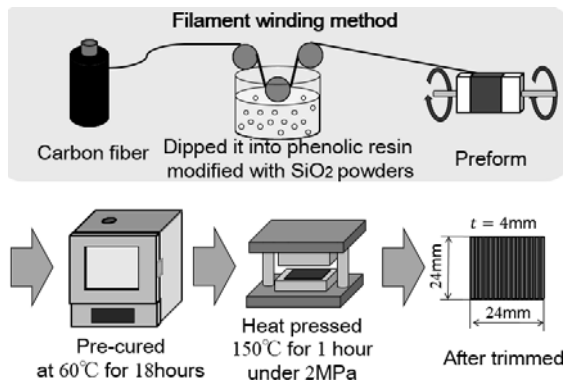 Filament winding method
Carbon fiber
Dipped it into phenolic resin
modified with SiO2 powders
Preform
Pre-cured
at 60℃ for 18hours
Heat pressed
150℃ for 1 hour
under 2MPa
t = 4mm
24mm
24mm
After trimmed